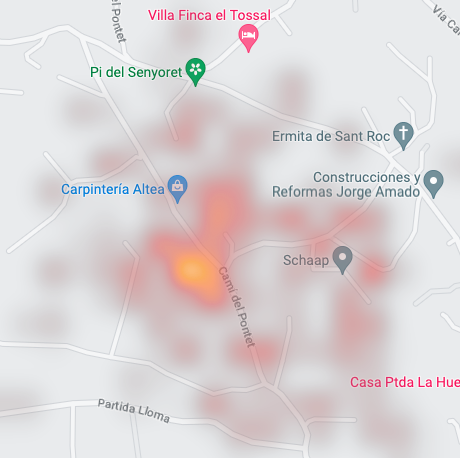 Villa Finca el Tossal
el Pontet
Via Ca
Pi del Senyoret
Ermita de Sant Roc
Construcciones y
Reformas Jorge Amado
Carpintería Altea
Schaap
Camí del Pontet
Casa Ptda La Hue
Partida Lloma